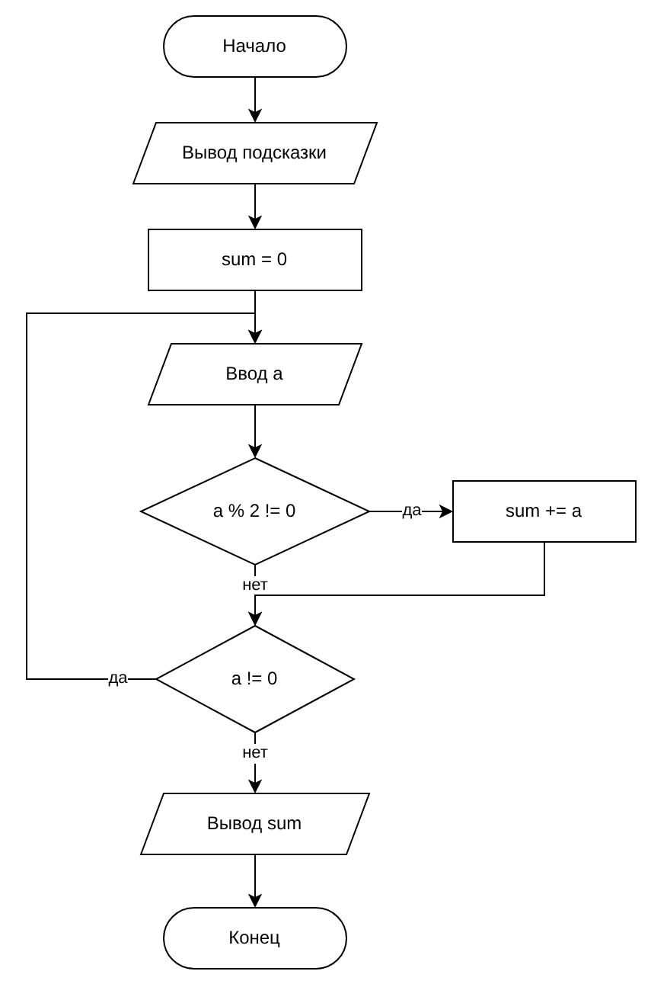 Начало
Вывод подсказки
sum = 0
Ввод a
a % 2 != 0
да
sum += a
нет
a != 0
да
нет
Вывод sum
Конец